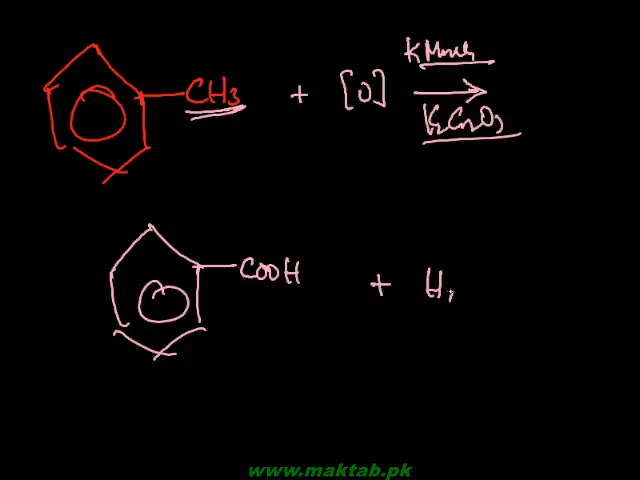 KMnO4
CH3 + [O]
K2Cr2O7
COOH + H2
www.maktab.pk